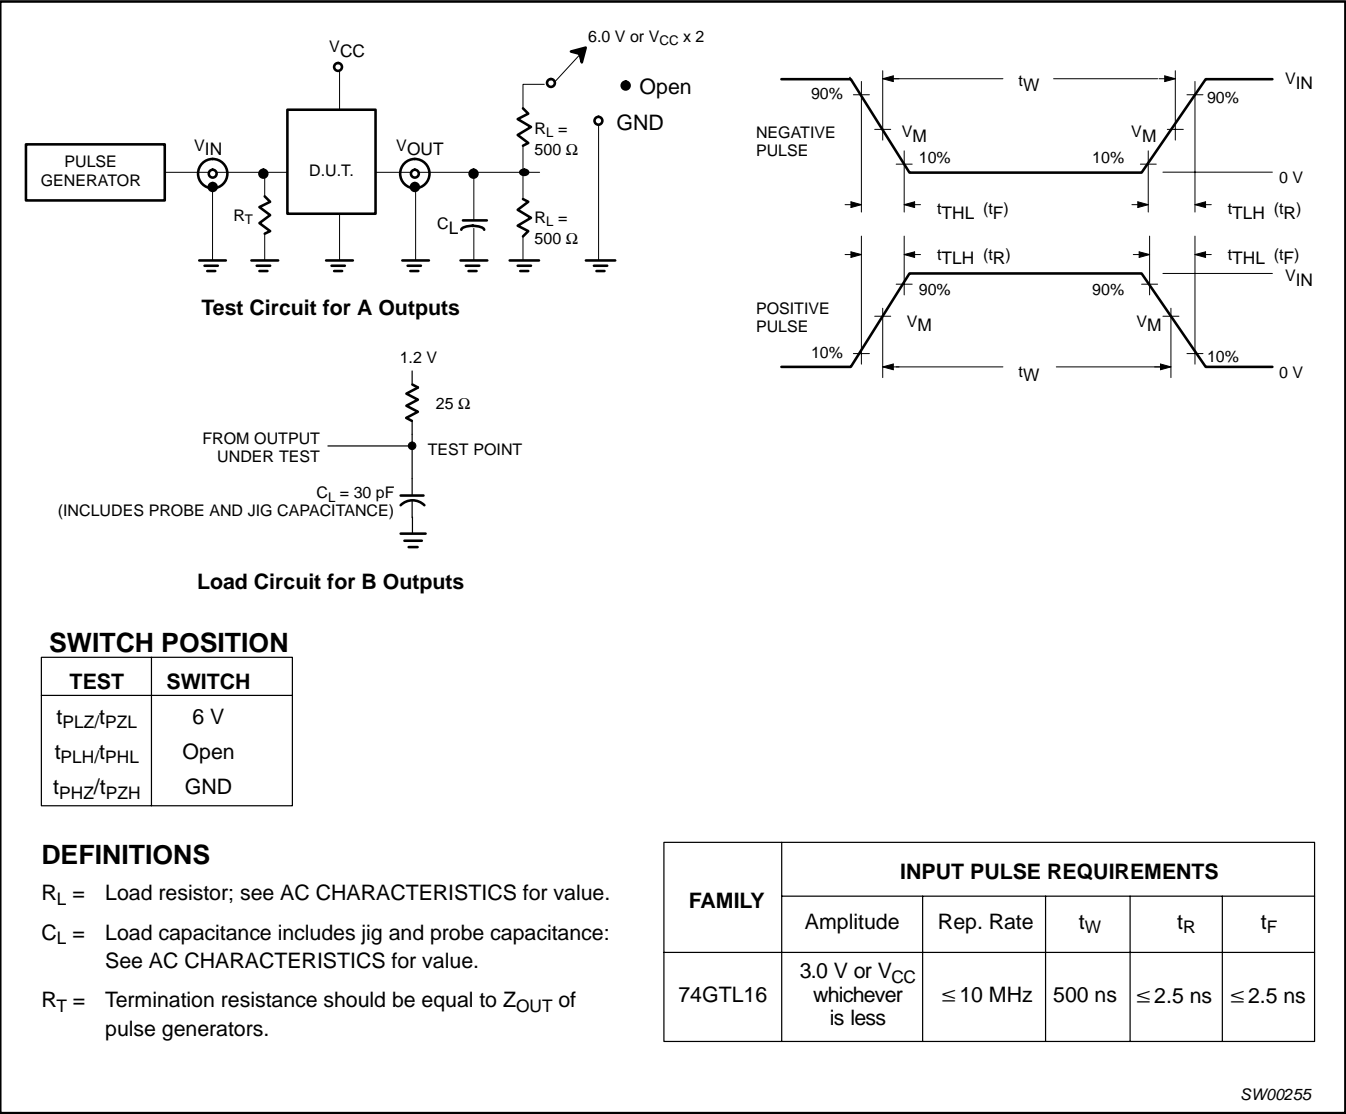 6.0 V or VCC x 2
VCC
Open
GND
RL =
500 Ω
VIN
VOUT
PULSE
GENERATOR
D.U.T.
RT
CL
RL =
500 Ω
Test Circuit for A Outputs
1.2 V
25 Ω
FROM OUTPUT
UNDER TEST
TEST POINT
CL = 30 pF
(INCLUDES PROBE AND JIG CAPACITANCE)
Load Circuit for B Outputs
tW
VIN
90%
90%
NEGATIVE
PULSE
VM
VM
10%
10%
0 V
tTHL (tF)
tTLH (tR)
tTLH (tR)
tTHL (tF)
VIN
90%
90%
POSITIVE
PULSE
VM
VM
10%
10%
tW
0 V
SWITCH POSITION
TEST SWITCH
tPLZ/tPZL 6 V
tPLH/tPHL Open
tPHZ/tPZH GND
DEFINITIONS
RL = Load resistor; see AC CHARACTERISTICS for value.
CL = Load capacitance includes jig and probe capacitance:
See AC CHARACTERISTICS for value.
RT = Termination resistance should be equal to ZOUT of
pulse generators.
FAMILY
INPUT PULSE REQUIREMENTS
Amplitude Rep. Rate tW tR tF
74GTL16 3.0 V or VCC whichever is less ≤ 10 MHz 500 ns ≤ 2.5 ns ≤ 2.5 ns
SW00255